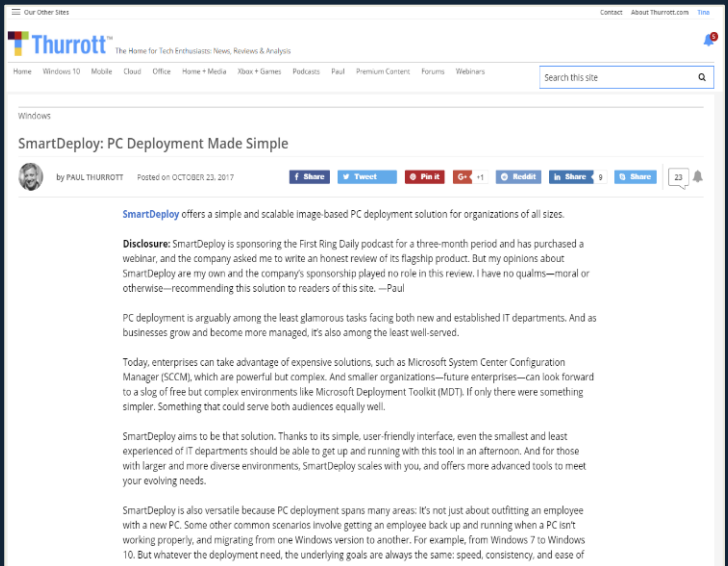 Our Other Sites
Contact About Thurrott.com Tina
Thurrott™ The Home for Tech Enthusiasts: News, Reviews & Analysis
5
Home Windows 10 Mobile Cloud Office Home + Media Xbox + Games Podcasts Paul Premium Content Forums Webinars
Search this site
Windows
SmartDeploy: PC Deployment Made Simple
by PAUL THURROTT Posted on OCTOBER 23, 2017
Share Tweet Pin it G+ +1 Reddit Share 9 Share 23
SmartDeploy offers a simple and scalable image-based PC deployment solution for organizations of all sizes.
Disclosure: SmartDeploy is sponsoring the First Ring Daily podcast for a three-month period and has purchased a
webinar, and the company asked me to write an honest review of its flagship product. But my opinions about
SmartDeploy are my own and the company's sponsorship played no role in this review. I have no qualms—moral or
otherwise—recommending this solution to readers of this site. —Paul
PC deployment is arguably among the least glamorous tasks facing both new and established IT departments. And as
businesses grow and become more managed, it's also among the least well-served.
Today, enterprises can take advantage of expensive solutions, such as Microsoft System Center Configuration
Manager (SCCM), which are powerful but complex. And smaller organizations—future enterprises—can look forward
to a slog of free but complex environments like Microsoft Deployment Toolkit (MDT). If only there were something
simpler. Something that could serve both audiences equally well.
SmartDeploy aims to be that solution. Thanks to its simple, user-friendly interface, even the smallest and least
experienced of IT departments should be able to get up and running with this tool in an afternoon. And for those
with larger and more diverse environments, SmartDeploy scales with you, and offers more advanced tools to meet
your evolving needs.
SmartDeploy is also versatile because PC deployment spans many areas: It's not just about outfitting an employee
with a new PC. Some other common scenarios involve getting an employee back up and running when a PC isn't
working properly, and migrating from one Windows version to another. For example, from Windows 7 to Windows
10. But whatever the deployment need, the underlying goals are always the same: speed, consistency, and ease of